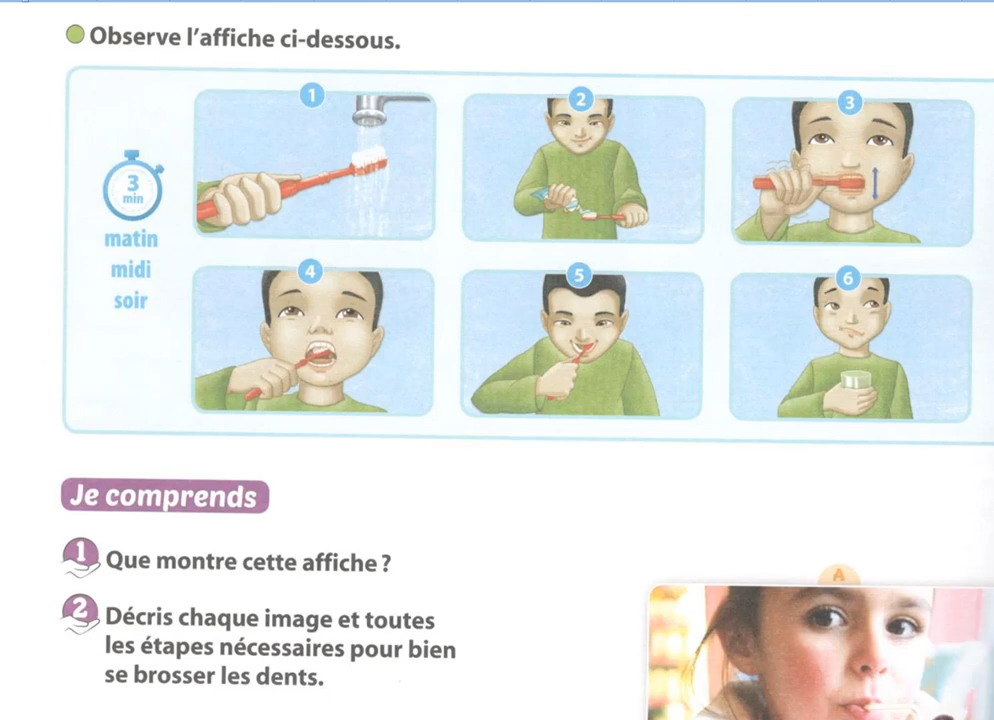 Observe l'affiche ci-dessous.
1
2
3
3
min
matin
midi
soir
4
5
6
Je comprends
1 Que montre cette affiche ?
2 Décris chaque image et toutes
les étapes nécessaires pour bien
se brosser les dents.
A